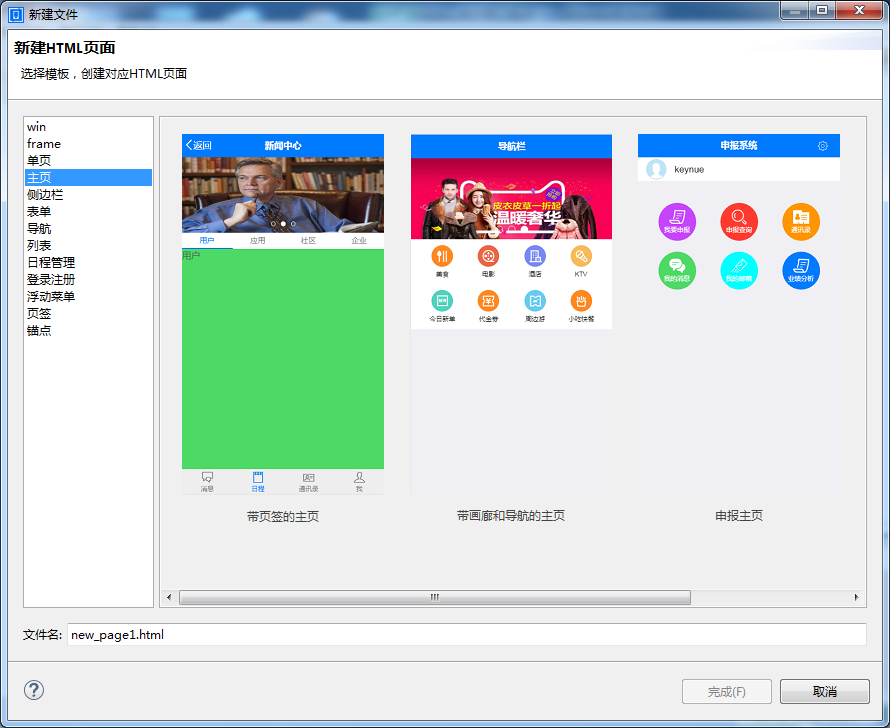 新建文件
新建HTML页面
选择模板，创建对应HTML页面
win
frame
单页
主页
侧边栏
表单
导航
列表
日程管理
登录注册
浮动菜单
页签
锚点
返回 新闻中心
用户 应用 社区 企业
用户
消息 日程 通讯录 我
带页签的主页
导航栏
皮衣皮草一折起
温暖奢华
美食 电影 酒店 KTV
今日新单 代金券 周边游 小吃快餐
带画廊和导航的主页
申报系统
keynue
我要申报 申报查询 通讯录
我的消息 我的邮箱 业绩分析
申报主页
文件名: new_page1.html
完成(F) 取消